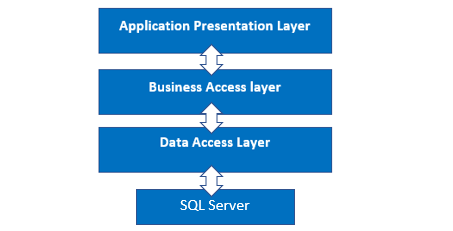 Application Presentation Layer
Business Access layer
Data Access Layer
SQL Server